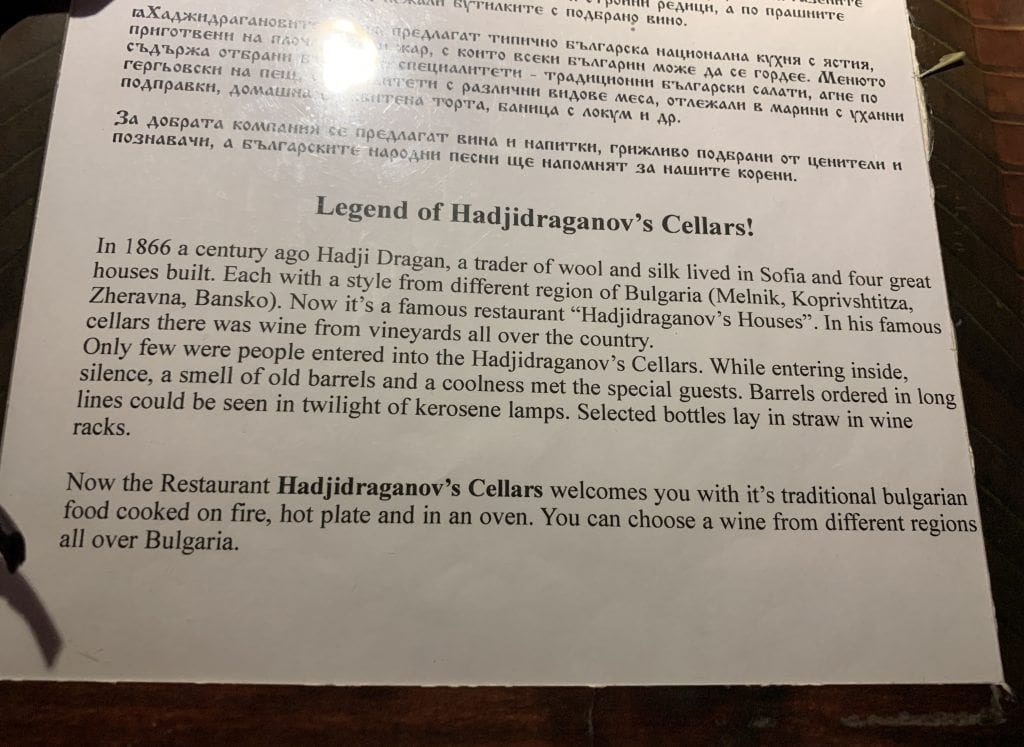 редици, а по прашните
бутилките с подбрано вино.
предлагат типично българска национална кухня с ястия,
приготвени на жар, с които всеки българин може да се гордее. Менюто
съдържа отбрани специалитети - традиционни български салати, агне по
гергьовски на пещ, с различни видове меса, отлежали в марини с уханни
подправки, домашна торта, баница с локум и др.
За добрата компания се предлагат вина и напитки, грижливо подбрани от ценители и
познавачи, а българските народни песни ще напомнят за нашите корени.
Legend of Hadjidraganov's Cellars!
In 1866 a century ago Hadji Dragan, a trader of wool and silk lived in Sofia and four great
houses built. Each with a style from different region of Bulgaria (Melnik, Koprivshtitza,
Zheravna, Bansko). Now it's a famous restaurant “Hadjidraganov's Houses”. In his famous
cellars there was wine from vineyards all over the country.
Only few were people entered into the Hadjidraganov's Cellars. While entering inside,
silence, a smell of old barrels and a coolness met the special guests. Barrels ordered in long
lines could be seen in twilight of kerosene lamps. Selected bottles lay in straw in wine
racks.
Now the Restaurant Hadjidraganov's Cellars welcomes you with it's traditional bulgarian
food cooked on fire, hot plate and in an oven. You can choose a wine from different regions
all over Bulgaria.